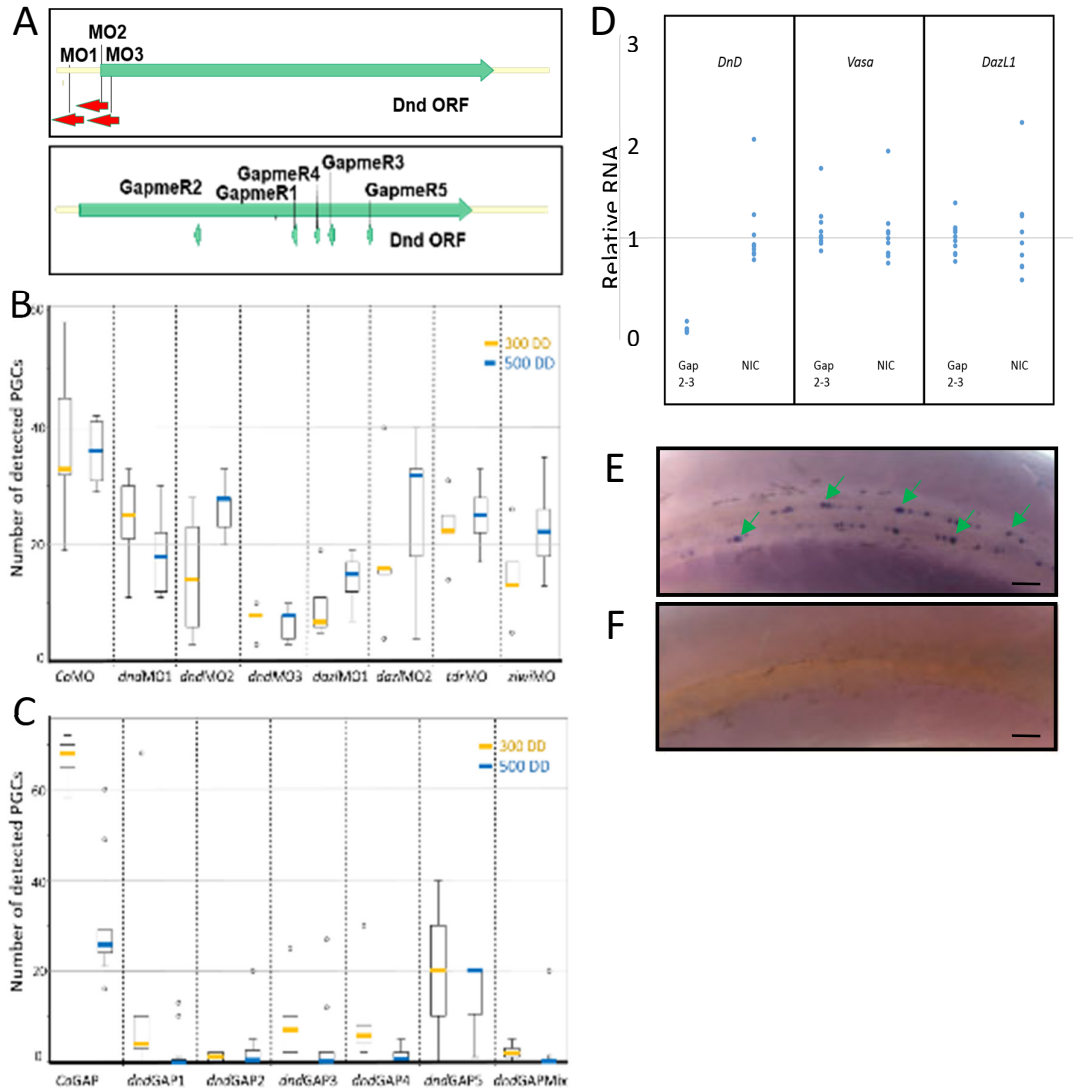 A
MO2
MO1 MO3
Dnd ORF
GapmeR3
GapmeR4
GapmeR2 GapmeR1 GapmeR5
Dnd ORF
B
Number of detected PGCs
60
40
20
0
300 DD
500 DD
CoMO dndMO1 dndMO2 dndMO3 dazlMO1 dazlMO2 tdrMO ziwiMO
C
Number of detected PGCs
60
40
20
0
300 DD
500 DD
CoGAP dndGAP1 dndGAP2 dndGAP3 dndGAP4 dndGAP5 dndGAPMix
D
Relative RNA
3
2
1
0
DnD Vasa DazL1
Gap 2-3 NIC Gap 2-3 NIC Gap 2-3 NIC
E
F